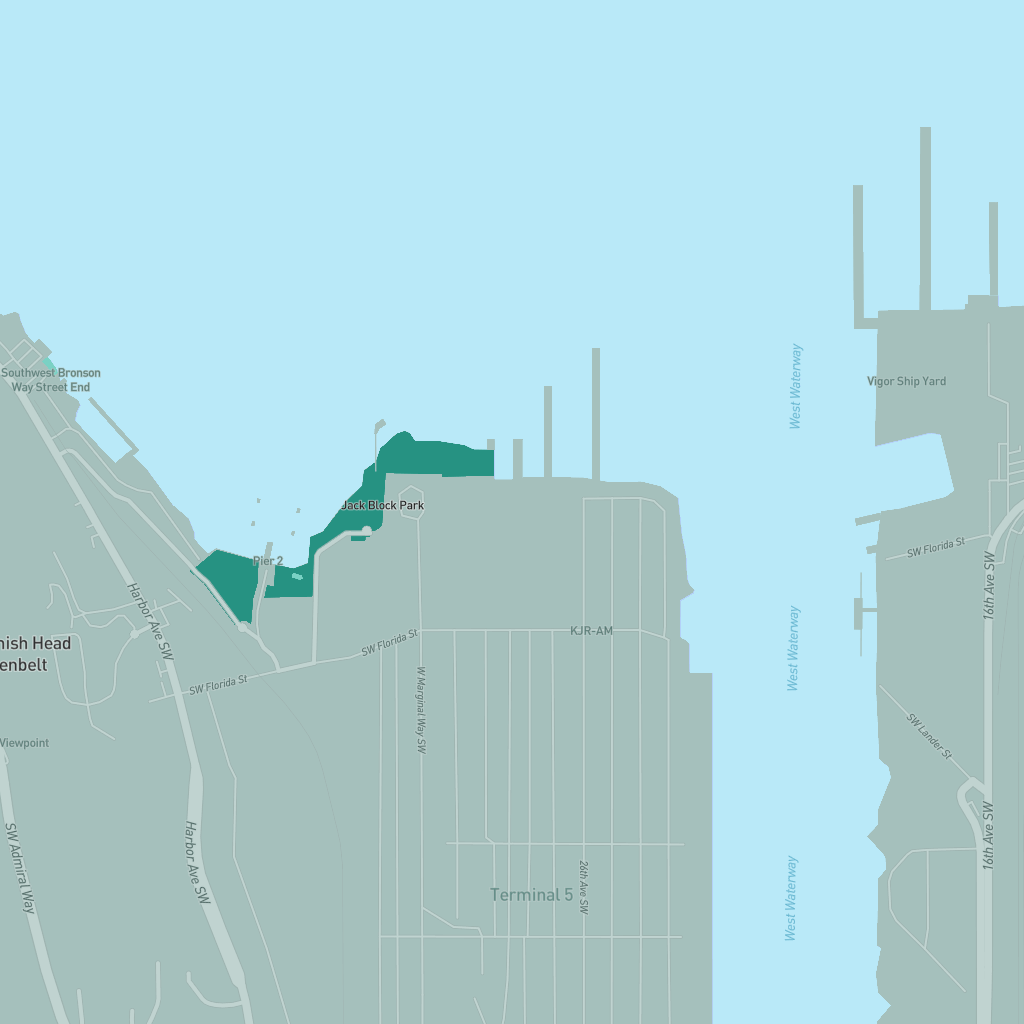 West Waterway
Southwest Bronson
Way Street End
Vigor Ship Yard
Jack Block Park
Pier 2
SW Florida St
16th Ave SW
Harbor Ave SW
KJR-AM
SW Florida St
West Waterway
nish Head
enbelt
SW Florida St
W Marginal Way SW
Viewpoint
SW Lander St
SW Admiral Way
Harbor Ave SW
Terminal 5
26th Ave SW
West Waterway
16th Ave SW